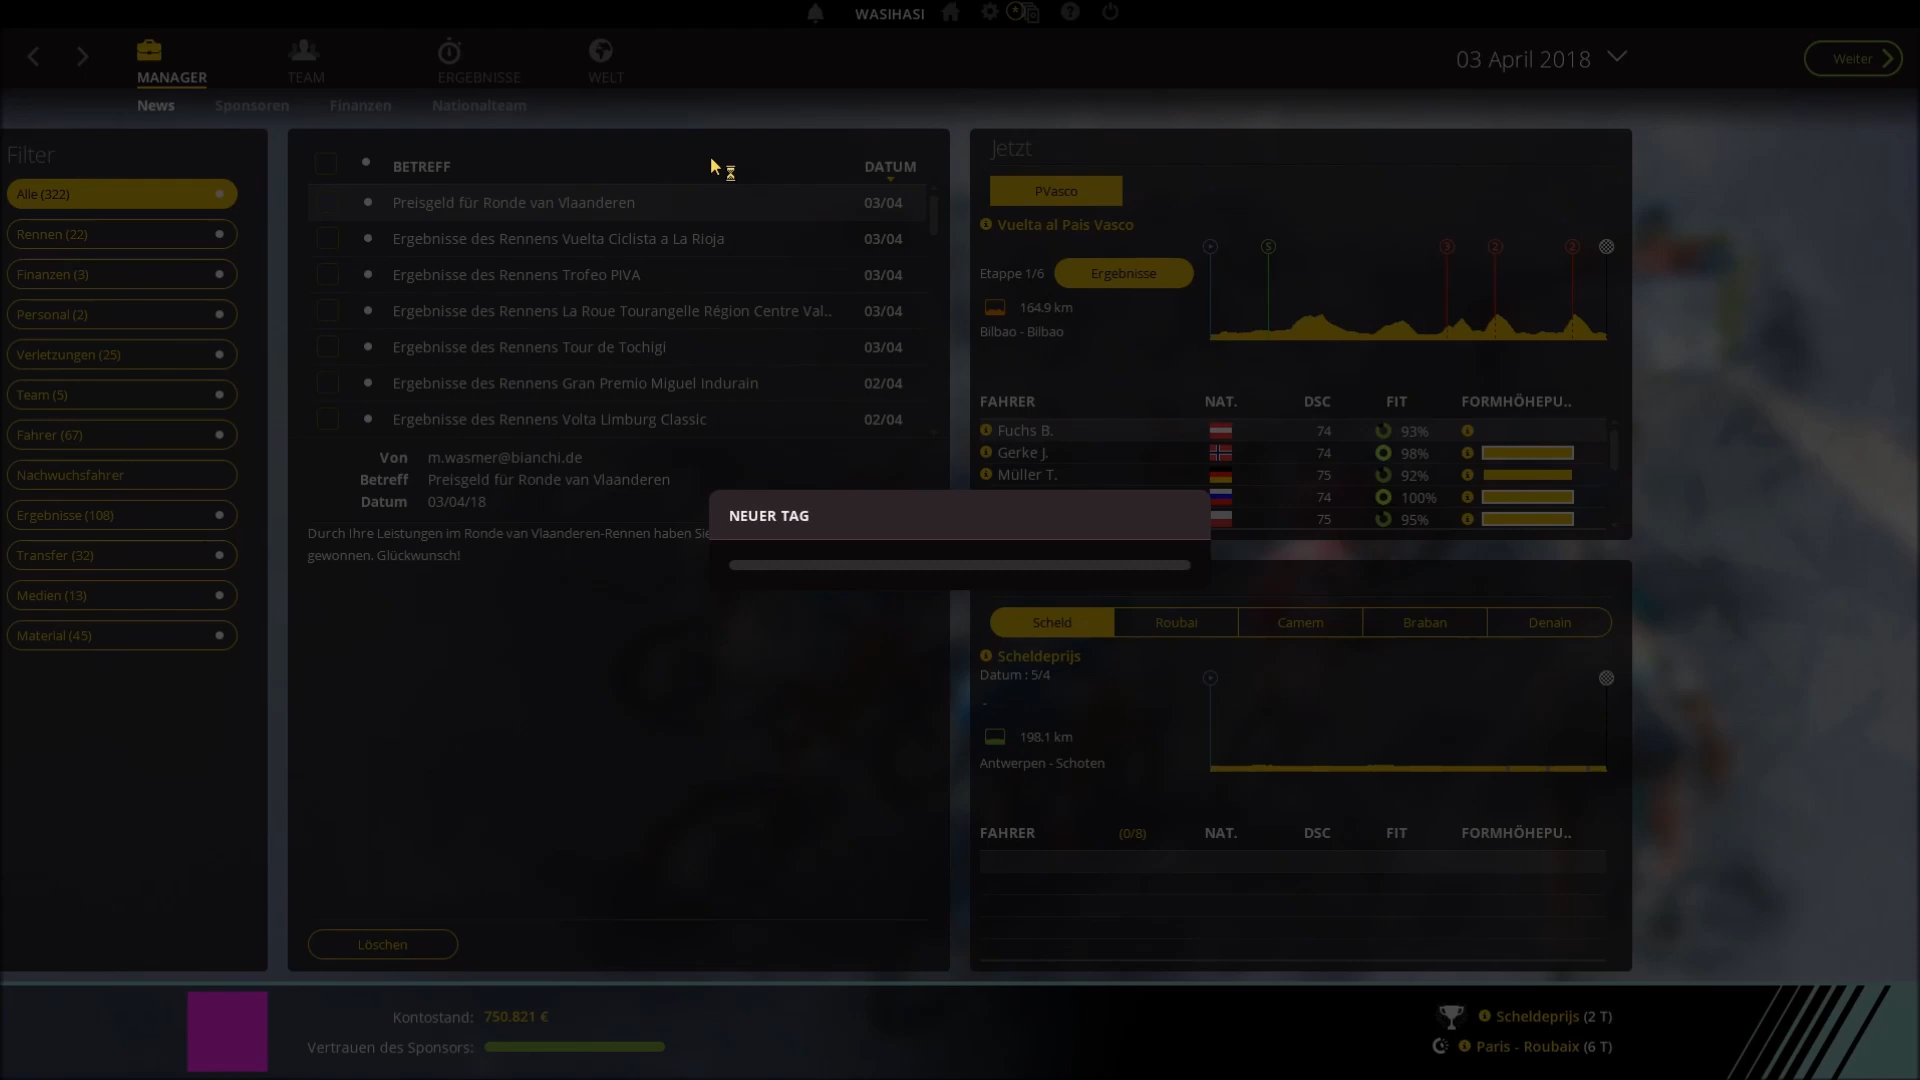 WASIHASI
MANAGER
TEAM
ERGEBNISSE
WELT
03 April 2018
Weiter
News
Sponsoren
Finanzen
Nationalteam
Filter
Alle (322)
Rennen (22)
Finanzen (3)
Personal (2)
Verletzungen (25)
Team (5)
Fahrer (67)
Nachwuchsfahrer
Ergebnisse (108)
Transfer (32)
Medien (13)
Material (45)
BETREFF DATUM
Preisgeld für Ronde van Vlaanderen 03/04
Ergebnisse des Rennens Vuelta Ciclista a La Rioja 03/04
Ergebnisse des Rennens Trofeo PIVA 03/04
Ergebnisse des Rennens La Roue Tourangelle Région Centre Val.. 03/04
Ergebnisse des Rennens Tour de Tochigi 03/04
Ergebnisse des Rennens Gran Premio Miguel Indurain 02/04
Ergebnisse des Rennens Volta Limburg Classic 02/04
Von m.wasmer@bianchi.de
Betreff Preisgeld für Ronde van Vlaanderen
Datum 03/04/18
Durch Ihre Leistungen im Ronde van Vlaanderen-Rennen haben Sie
gewonnen. Glückwunsch!
Löschen
NEUER TAG
Jetzt
PVasco
Vuelta al Pais Vasco
Etappe 1/6 Ergebnisse
164.9 km
Bilbao - Bilbao
S 3 2 2
FAHRER NAT. DSC FIT FORMHÖHEPU..
Fuchs B. 74 93%
Gerke J. 74 98%
Müller T. 75 92%
74 100%
75 95%
Scheld Roubai Camem Braban Denain
Scheldeprijs
Datum : 5/4
-
198.1 km
Antwerpen - Schoten
FAHRER (0/8) NAT. DSC FIT FORMHÖHEPU..
Kontostand: 750.821 €
Vertrauen des Sponsors:
Scheldeprijs (2 T)
Paris - Roubaix (6 T)